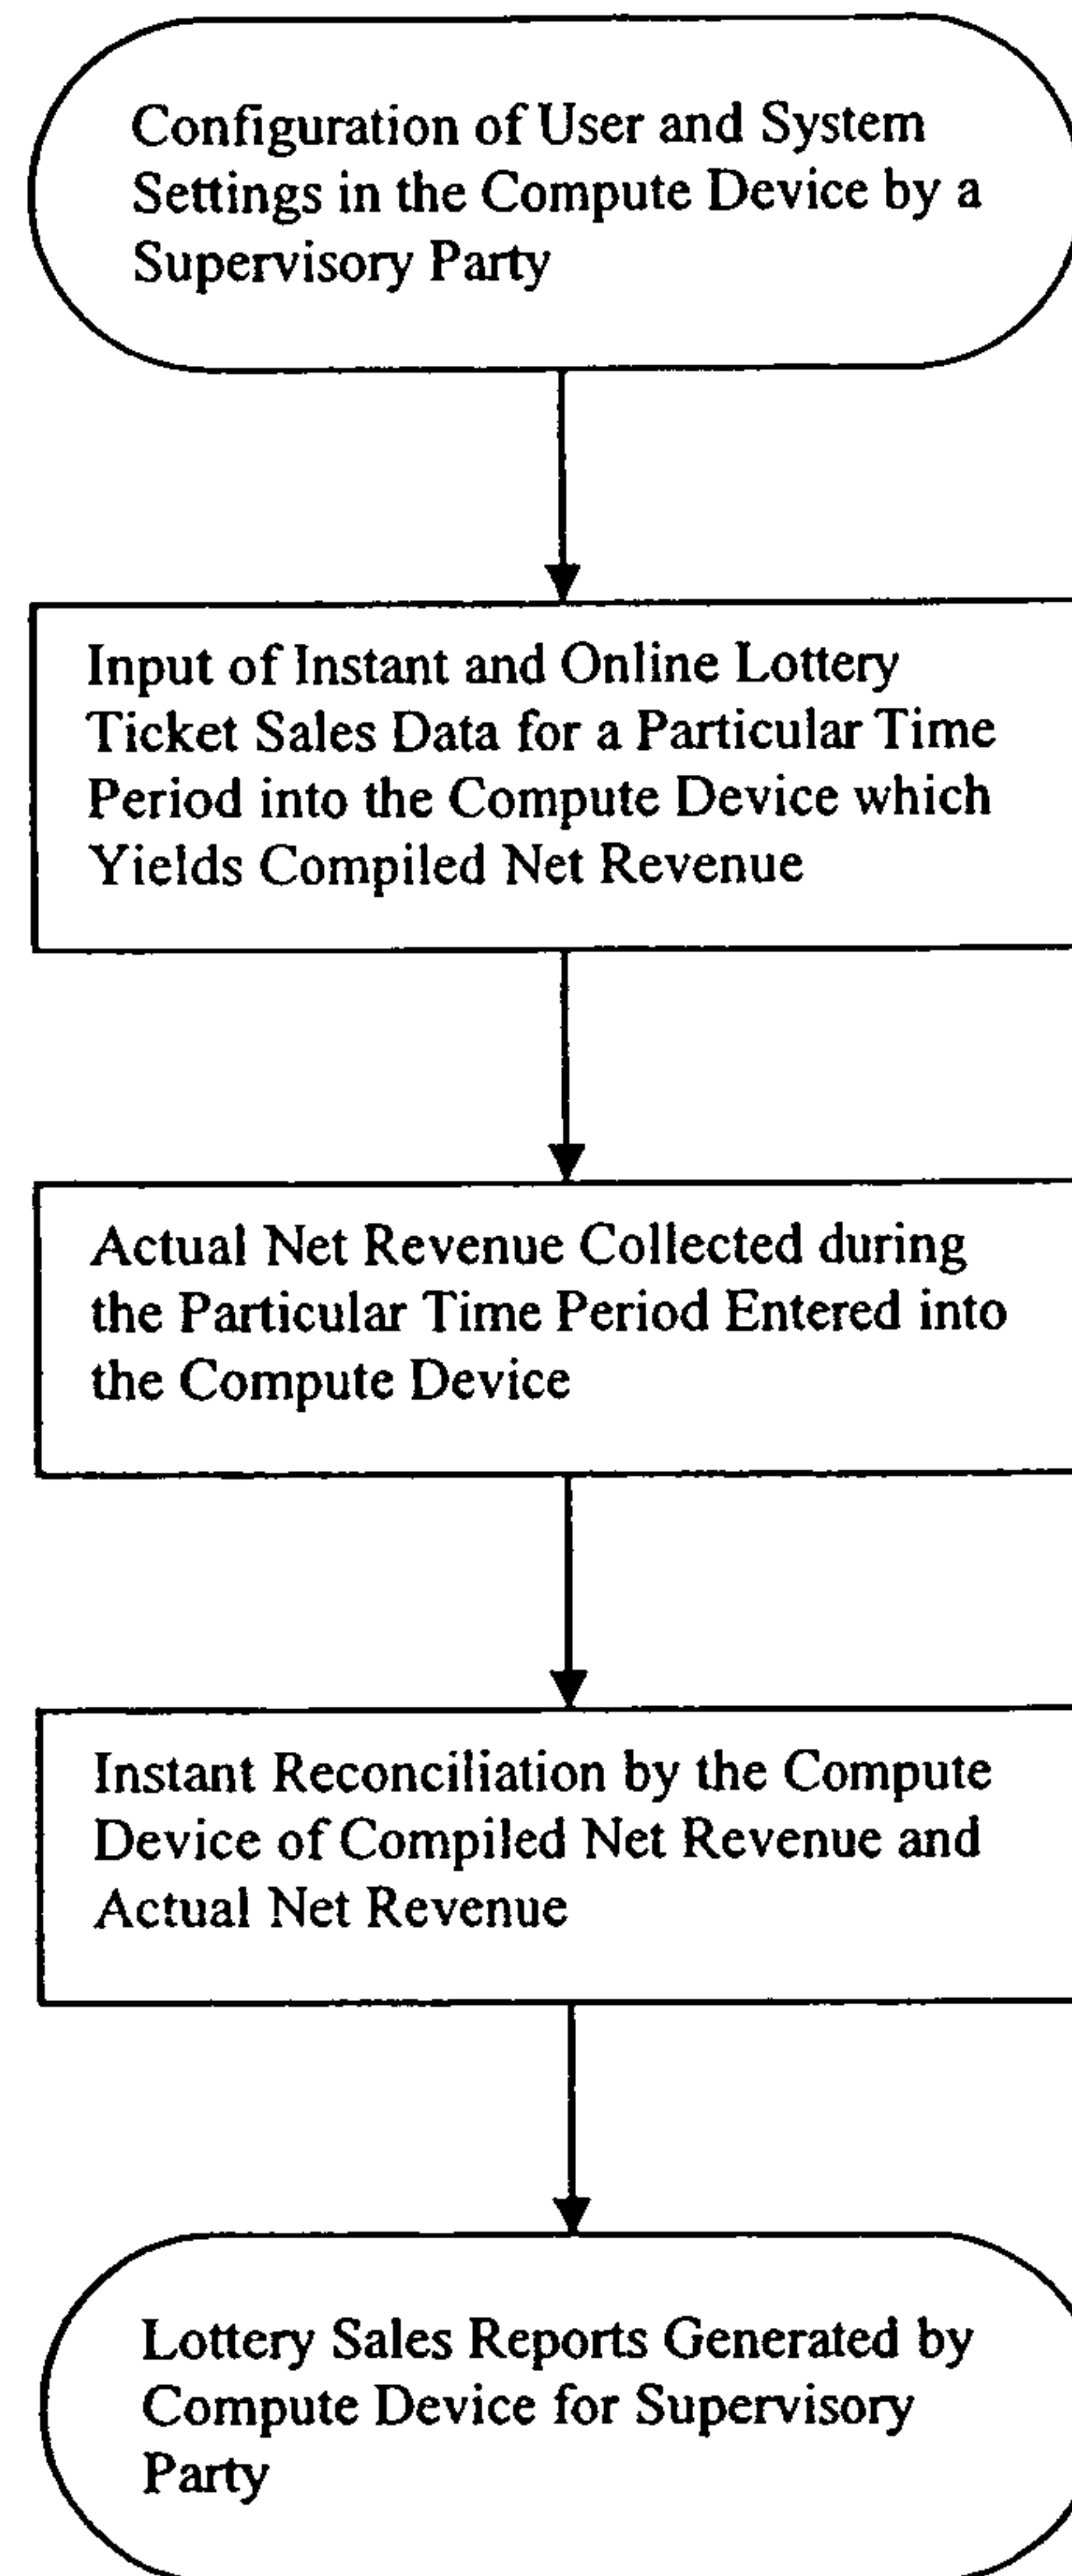 Configuration of User and System
Settings in the Compute Device by a
Supervisory Party
Input of Instant and Online Lottery
Ticket Sales Data for a Particular Time
Period into the Compute Device which
Yields Compiled Net Revenue
Actual Net Revenue Collected during
the Particular Time Period Entered into
the Compute Device
Instant Reconciliation by the Compute
Device of Compiled Net Revenue and
Actual Net Revenue
Lottery Sales Reports Generated by
Compute Device for Supervisory
Party